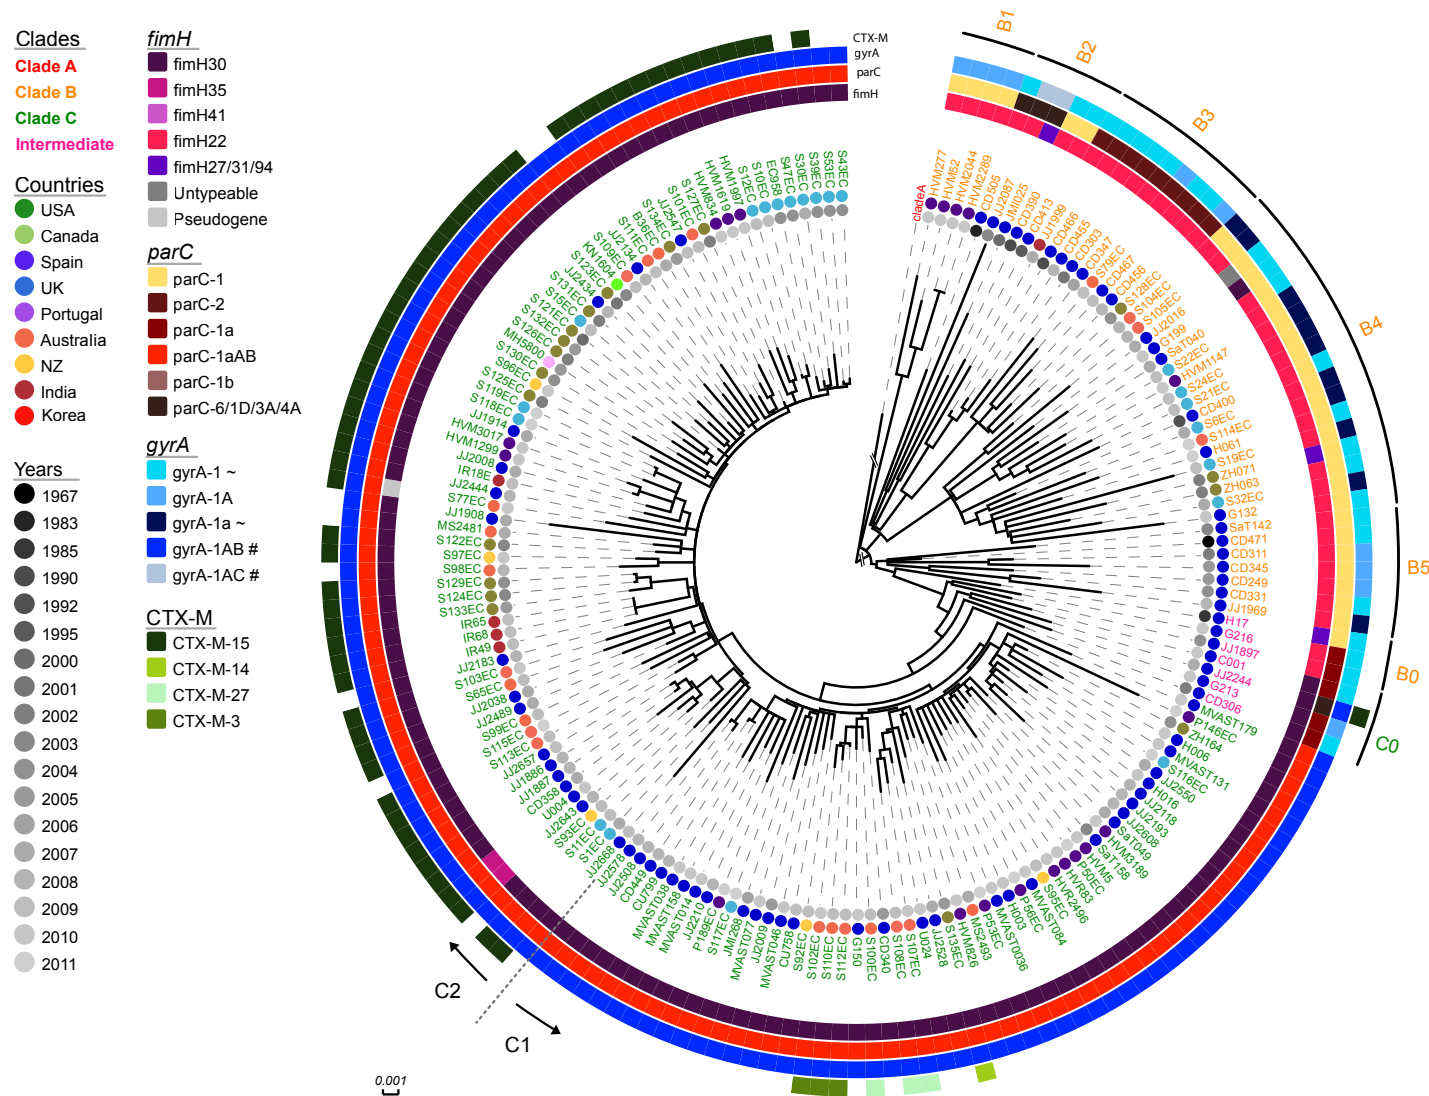 Clades
Clade A
Clade B
Clade C
Intermediate
Countries
USA
Canada
Spain
UK
Portugal
Australia
NZ
India
Korea
Years
1967
1983
1985
1990
1992
1995
2000
2001
2002
2003
2004
2005
2006
2007
2008
2009
2010
2011
fimH
fimH30
fimH35
fimH41
fimH22
fimH27/31/94
Untypeable
Pseudogene
parC
parC-1
parC-2
parC-1a
parC-1aAB
parC-1b
parC-6/1D/3A/4A
gyrA
gyrA-1 ~
gyrA-1A
gyrA-1a ~
gyrA-1AB #
gyrA-1AC #
CTX-M
CTX-M-15
CTX-M-14
CTX-M-27
CTX-M-3
CTX-M
gyrA
parC
fimH
B1
B2
B3
B4
B5
B0
C0
C1
C2
0.001
cladeA
HVM277
HVM52
HVM2044
HVM2289
CD505
JJ2087
JMI025
CD390
CD413
JJ1999
CD466
CD455
CD303
CD347
S79EC
CD467
CD456
S128EC
S104EC
S105EC
JJ2016
G199
SaT040
S22EC
HVM1147
S24EC
S21EC
CD400
S6EC
S114EC
H061
S19EC
ZH071
ZH063
S32EC
G132
SaT142
CD471
CD311
CD345
CD249
CD331
JJ1969
H17
G216
JJ1897
C001
JJ2244
G213
CD306
MVAST179
P146EC
ZH164
H006
MVAST131
S116EC
JJ2550
H016
JJ2118
JJ2193
JJ2608
SaT049
HVM3189
SaT158
HVM5
P50EC
HVR83
HVR2496
S95EC
MVAST084
P56EC
H003
MVAST0036
P53EC
MS2493
HVM826
S135EC
JJ2528
U024
S107EC
S108EC
CD340
S100EC
G150
S112EC
S110EC
S102EC
S92EC
CU758
MVAST046
JJ2009
MVAST077
JMI268
S117EC
P189EC
JJ2210
MVAST014
MVAST158
MVAST038
CU799
CD449
JJ2508
JJ2578
JJ2668
S1EC
S11EC
S93EC
JJ2643
U004
CD358
JJ1887
JJ1886
JJ2657
S113EC
S115EC
S99EC
JJ2489
JJ2038
S65EC
S103EC
JJ2183
IR49
IR68
IR65
S133EC
S124EC
S129EC
S98EC
S97EC
S122EC
MS2481
JJ1908
S77EC
JJ2444
IR18E
JJ2008
HVM1299
HVM3017
JJ1914
S118EC
S119EC
S125EC
S96EC
S130EC
MH5800
S126EC
S132EC
S121EC
S15EC
S131EC
JJ2434
S123EC
KN1604
S109EC
JJ2134
S111EC
B36EC
S134EC
JJ2547
S101EC
S127EC
HVM834
HVM1619
HVM1997
S12EC
S10EC
EC958
S47EC
S30EC
S39EC
S53EC
S43EC